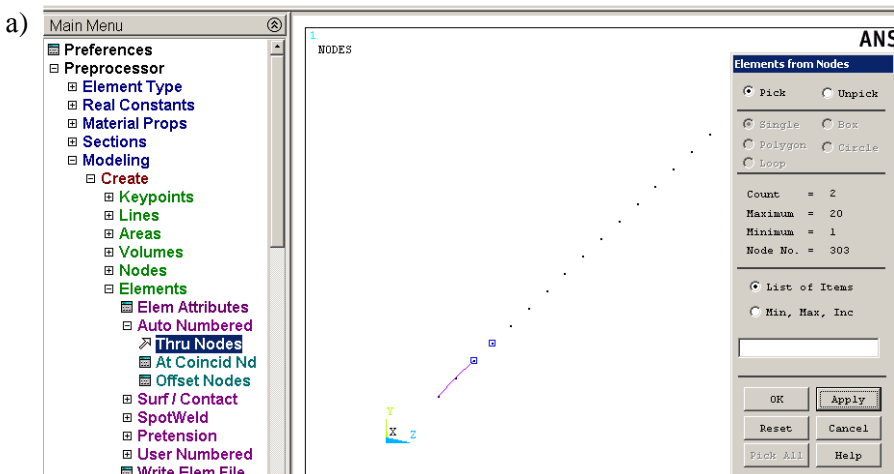 a)
Main Menu
Preferences
Preprocessor
Element Type
Real Constants
Material Props
Sections
Modeling
Create
Keypoints
Lines
Areas
Volumes
Nodes
Elements
Elem Attributes
Auto Numbered
Thru Nodes
At Coincid Nd
Offset Nodes
Surf / Contact
SpotWeld
Pretension
User Numbered
Write Elem File
1
NODES
ANS
Y
X Z
Elements from Nodes
Pick Unpick
Single Box
Polygon Circle
Loop
Count = 2
Maximum = 20
Minimum = 1
Node No. = 303
List of Items
Min, Max, Inc
OK Apply
Reset Cancel
Pick All Help